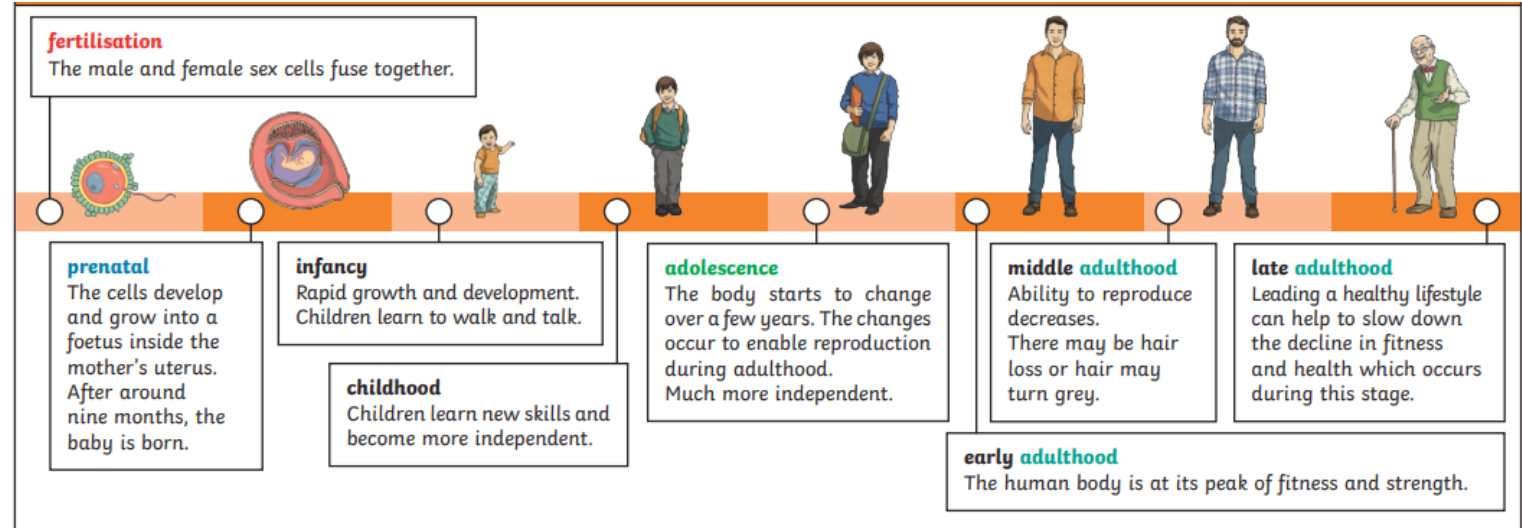 fertilisation
The male and female sex cells fuse together.
prenatal
The cells develop
and grow into a
foetus inside the
mother's uterus.
After around
nine months, the
baby is born.
infancy
Rapid growth and development.
Children learn to walk and talk.
childhood
Children learn new skills and
become more independent.
adolescence
The body starts to change
over a few years. The changes
occur to enable reproduction
during adulthood.
Much more independent.
early adulthood
The human body is at its peak of fitness and strength.
middle adulthood
Ability to reproduce
decreases.
There may be hair
loss or hair may
turn grey.
late adulthood
Leading a healthy lifestyle
can help to slow down
the decline in fitness
and health which occurs
during this stage.